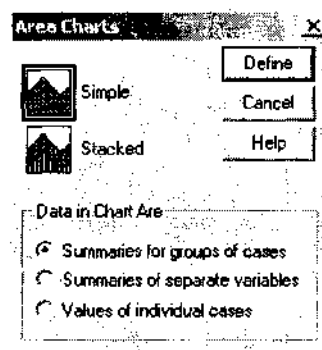 Area Charts
Define
Simple
Cancel
Stacked
Help
Data in Chart Are
Summaries for groups of cases
Summaries of separate variables
Values of individual cases